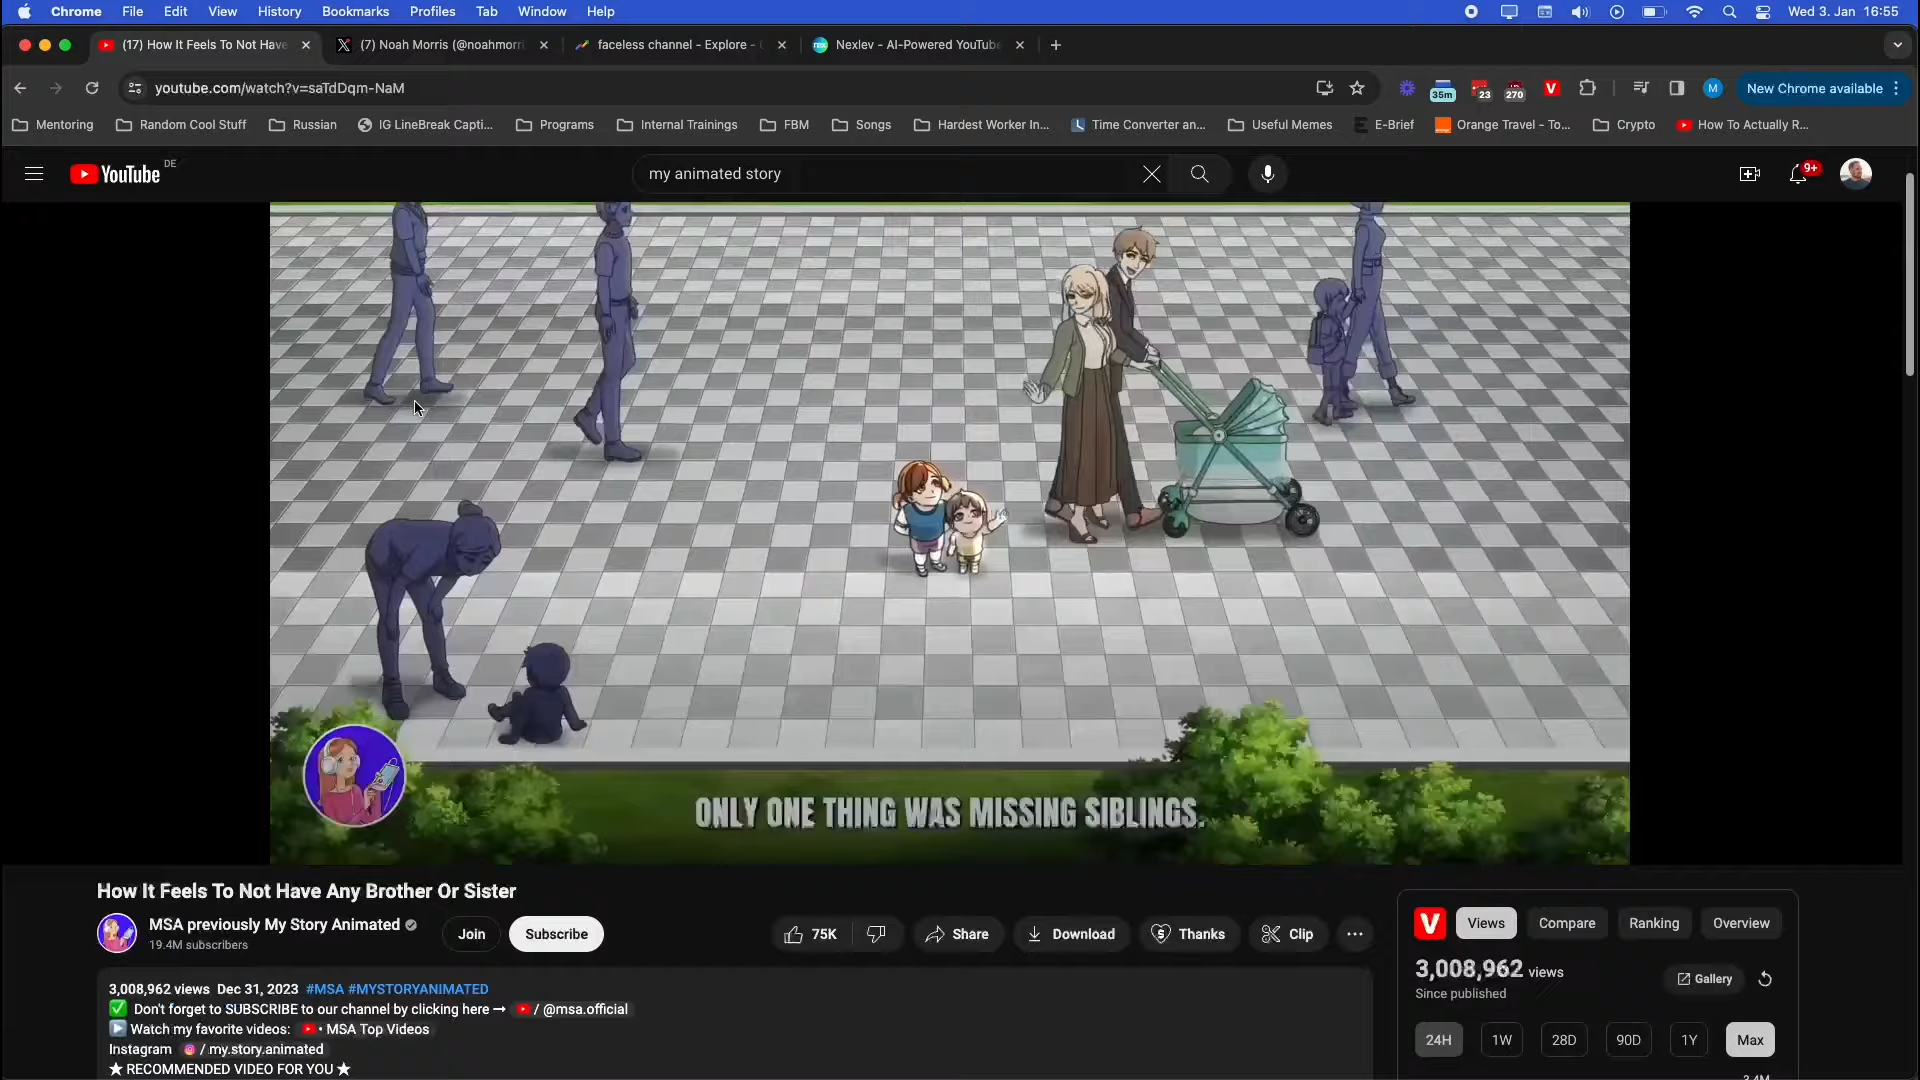 Chrome File Edit View History Bookmarks Profiles Tab Window Help Wed 3. Jan 16:55
(17) How It Feels To Not Have (7) Noah Morris (@noahmorri faceless channel - Explore - Nexlev - AI-Powered YouTube
youtube.com/watch?v=saTdDqm-NaM 35m 23 270 V M New Chrome available
Mentoring Random Cool Stuff Russian IG LineBreak Capti... Programs Internal Trainings FBM Songs Hardest Worker In... Time Converter an... Useful Memes E-Brief Orange Travel - To... Crypto How To Actually R...
YouTube DE my animated story 9+
ONLY ONE THING WAS MISSING SIBLINGS.
How It Feels To Not Have Any Brother Or Sister
MSA previously My Story Animated
19.4M subscribers
Join Subscribe 75K Share Download Thanks Clip
3,008,962 views Dec 31, 2023 #MSA #MYSTORYANIMATED
Don't forget to SUBSCRIBE to our channel by clicking here → / @msa.official
Watch my favorite videos: • MSA Top Videos
Instagram / my.story.animated
★ RECOMMENDED VIDEO FOR YOU ★
V Views Compare Ranking Overview
3,008,962 views
Since published
Gallery
24H 1W 28D 90D 1Y Max
3.4M